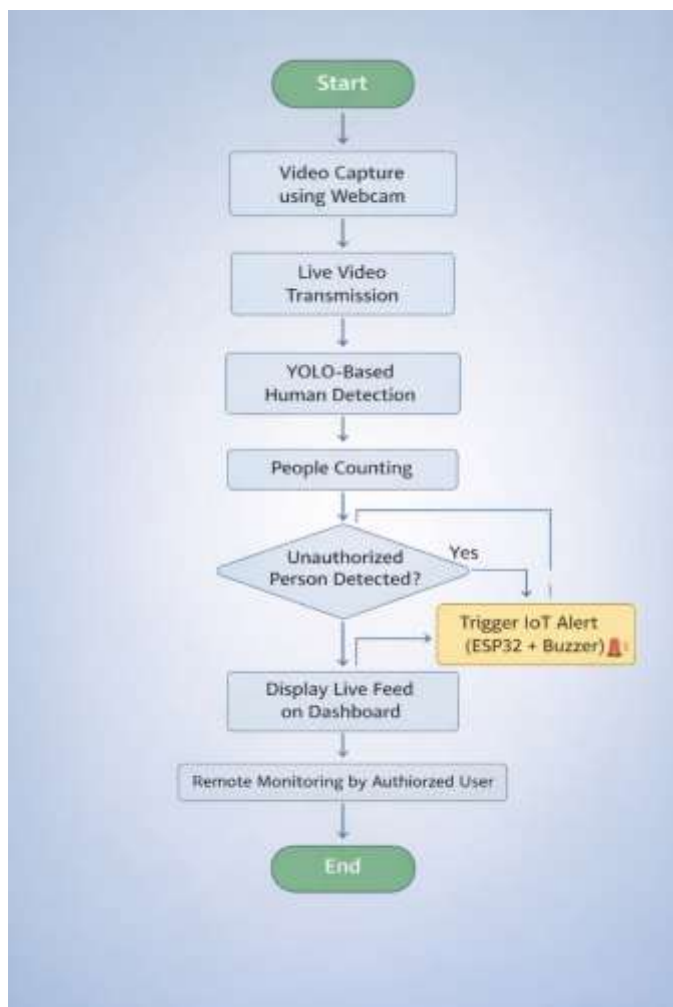 Start
Video Capture
using Webcam
Live Video
Transmission
YOLO-Based
Human Detection
People Counting
Unauthorized
Person Detected?
Yes
Trigger IoT Alert
(ESP32 + Buzzer)
Display Live Feed
on Dashboard
Remote Monitoring by Authiorzed User
End